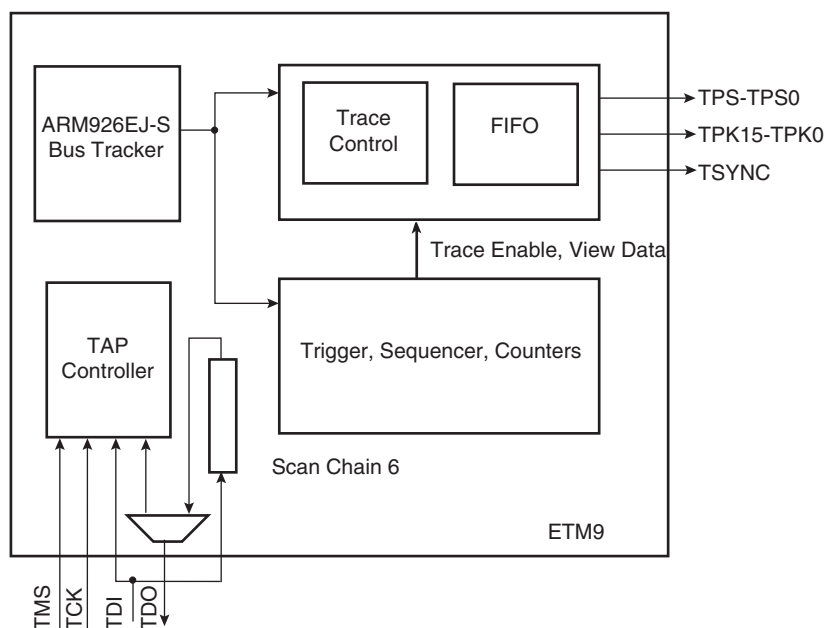 ARM926EJ-S
Bus Tracker
Trace
Control
FIFO
TPS-TPS0
TPK15-TPK0
TSYNC
Trace Enable, View Data
TAP
Controller
Trigger, Sequencer, Counters
Scan Chain 6
ETM9
TMS
TCK
TDI
TDO